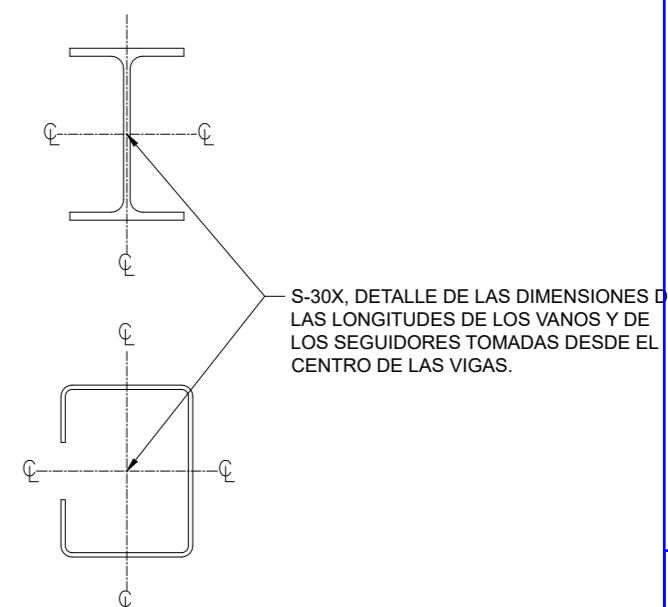 S-30X, DETALLE DE LAS DIMENSIONES D
LAS LONGITUDES DE LOS VANOS Y DE
LOS SEGUIDORES TOMADAS DESDE EL
CENTRO DE LAS VIGAS.